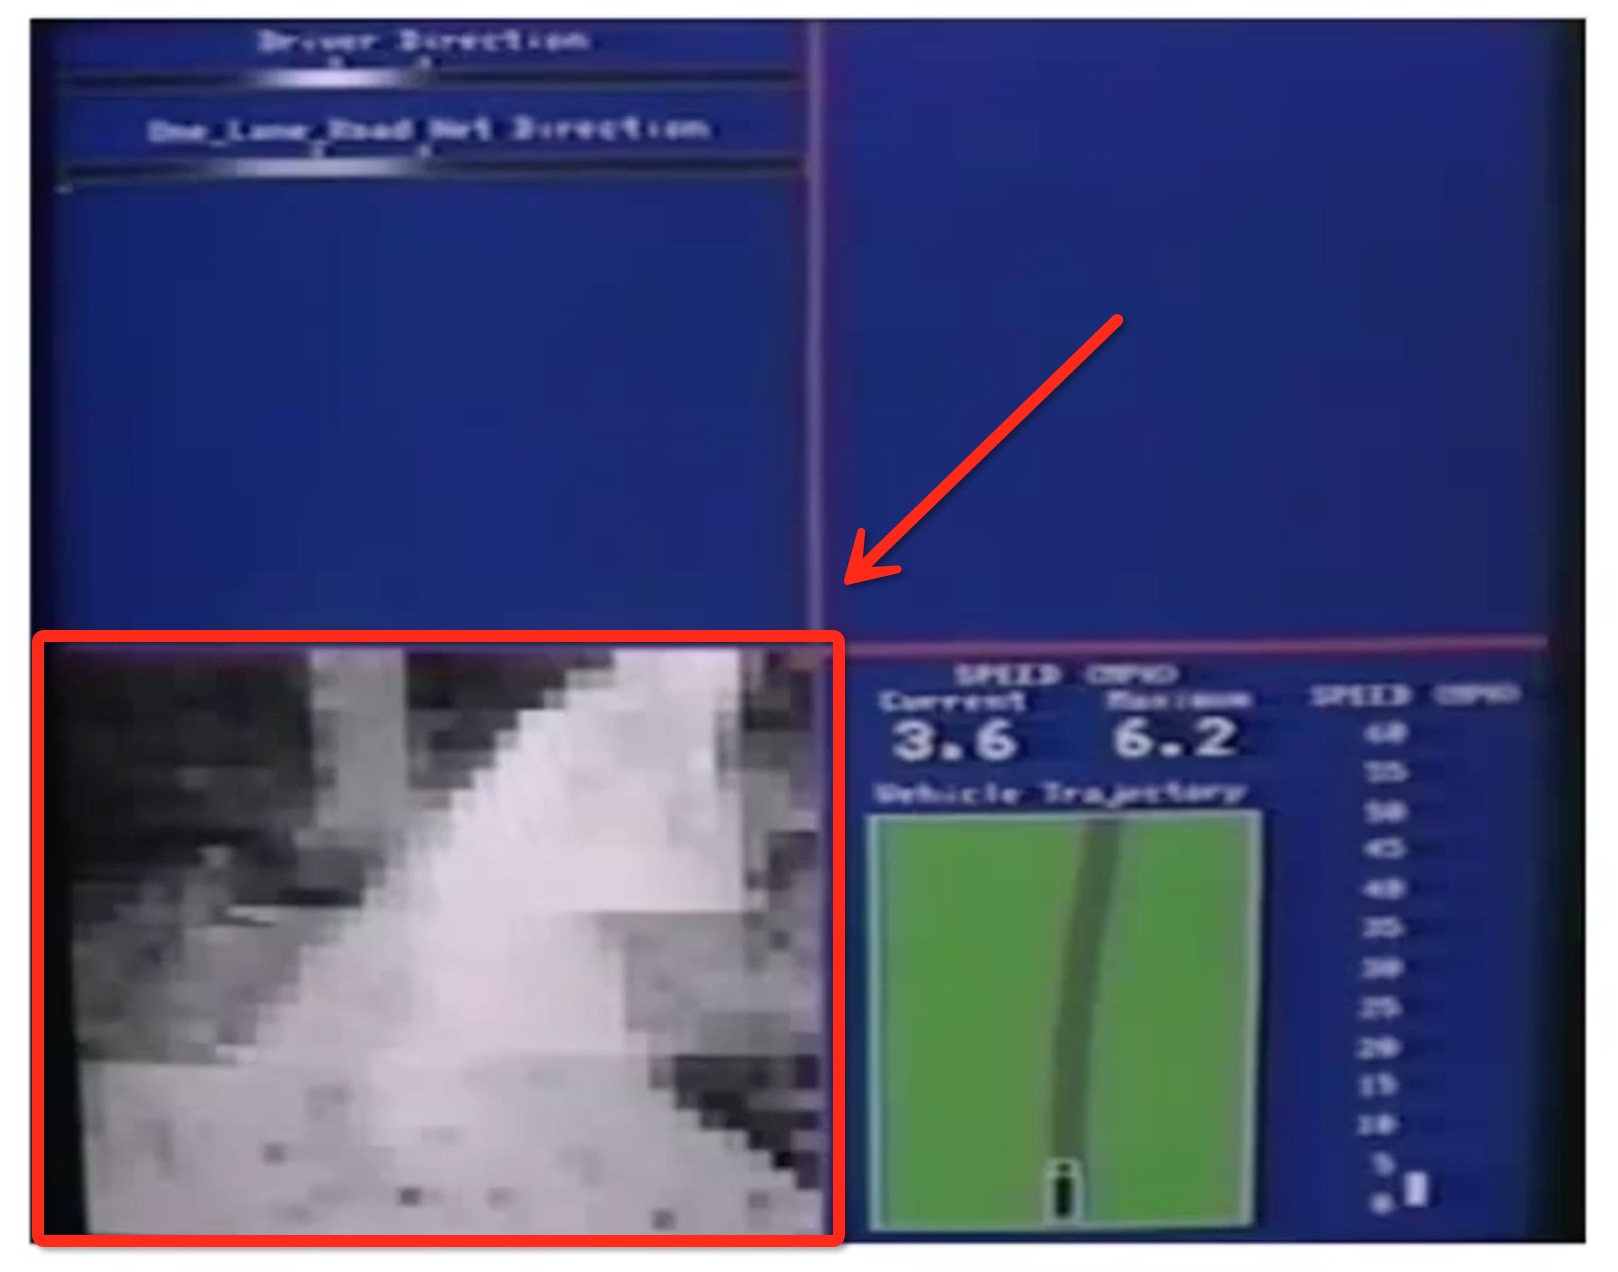 Driver Direction
One_Lane_Road Net Direction
SPEED (MPH)
Current Maximum
3.6 6.2
Vehicle Trajectory
SPEED (MPH)
60
55
50
45
40
35
30
25
20
15
10
5
0